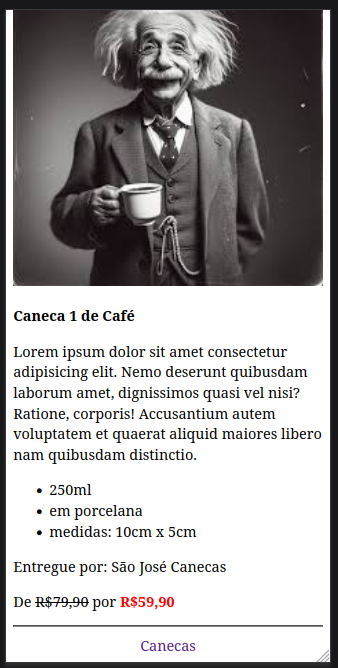 Caneca 1 de Café
Lorem ipsum dolor sit amet consectetur
adipisicing elit. Nemo deserunt quibusdam
laborum amet, dignissimos quasi vel nisi?
Ratione, corporis! Accusantium autem
voluptatem et quaerat aliquid maiores libero
nam quibusdam distinctio.
• 250ml
• em porcelana
• medidas: 10cm x 5cm
Entregue por: São José Canecas
De R$79,90 por R$59,90
Canecas